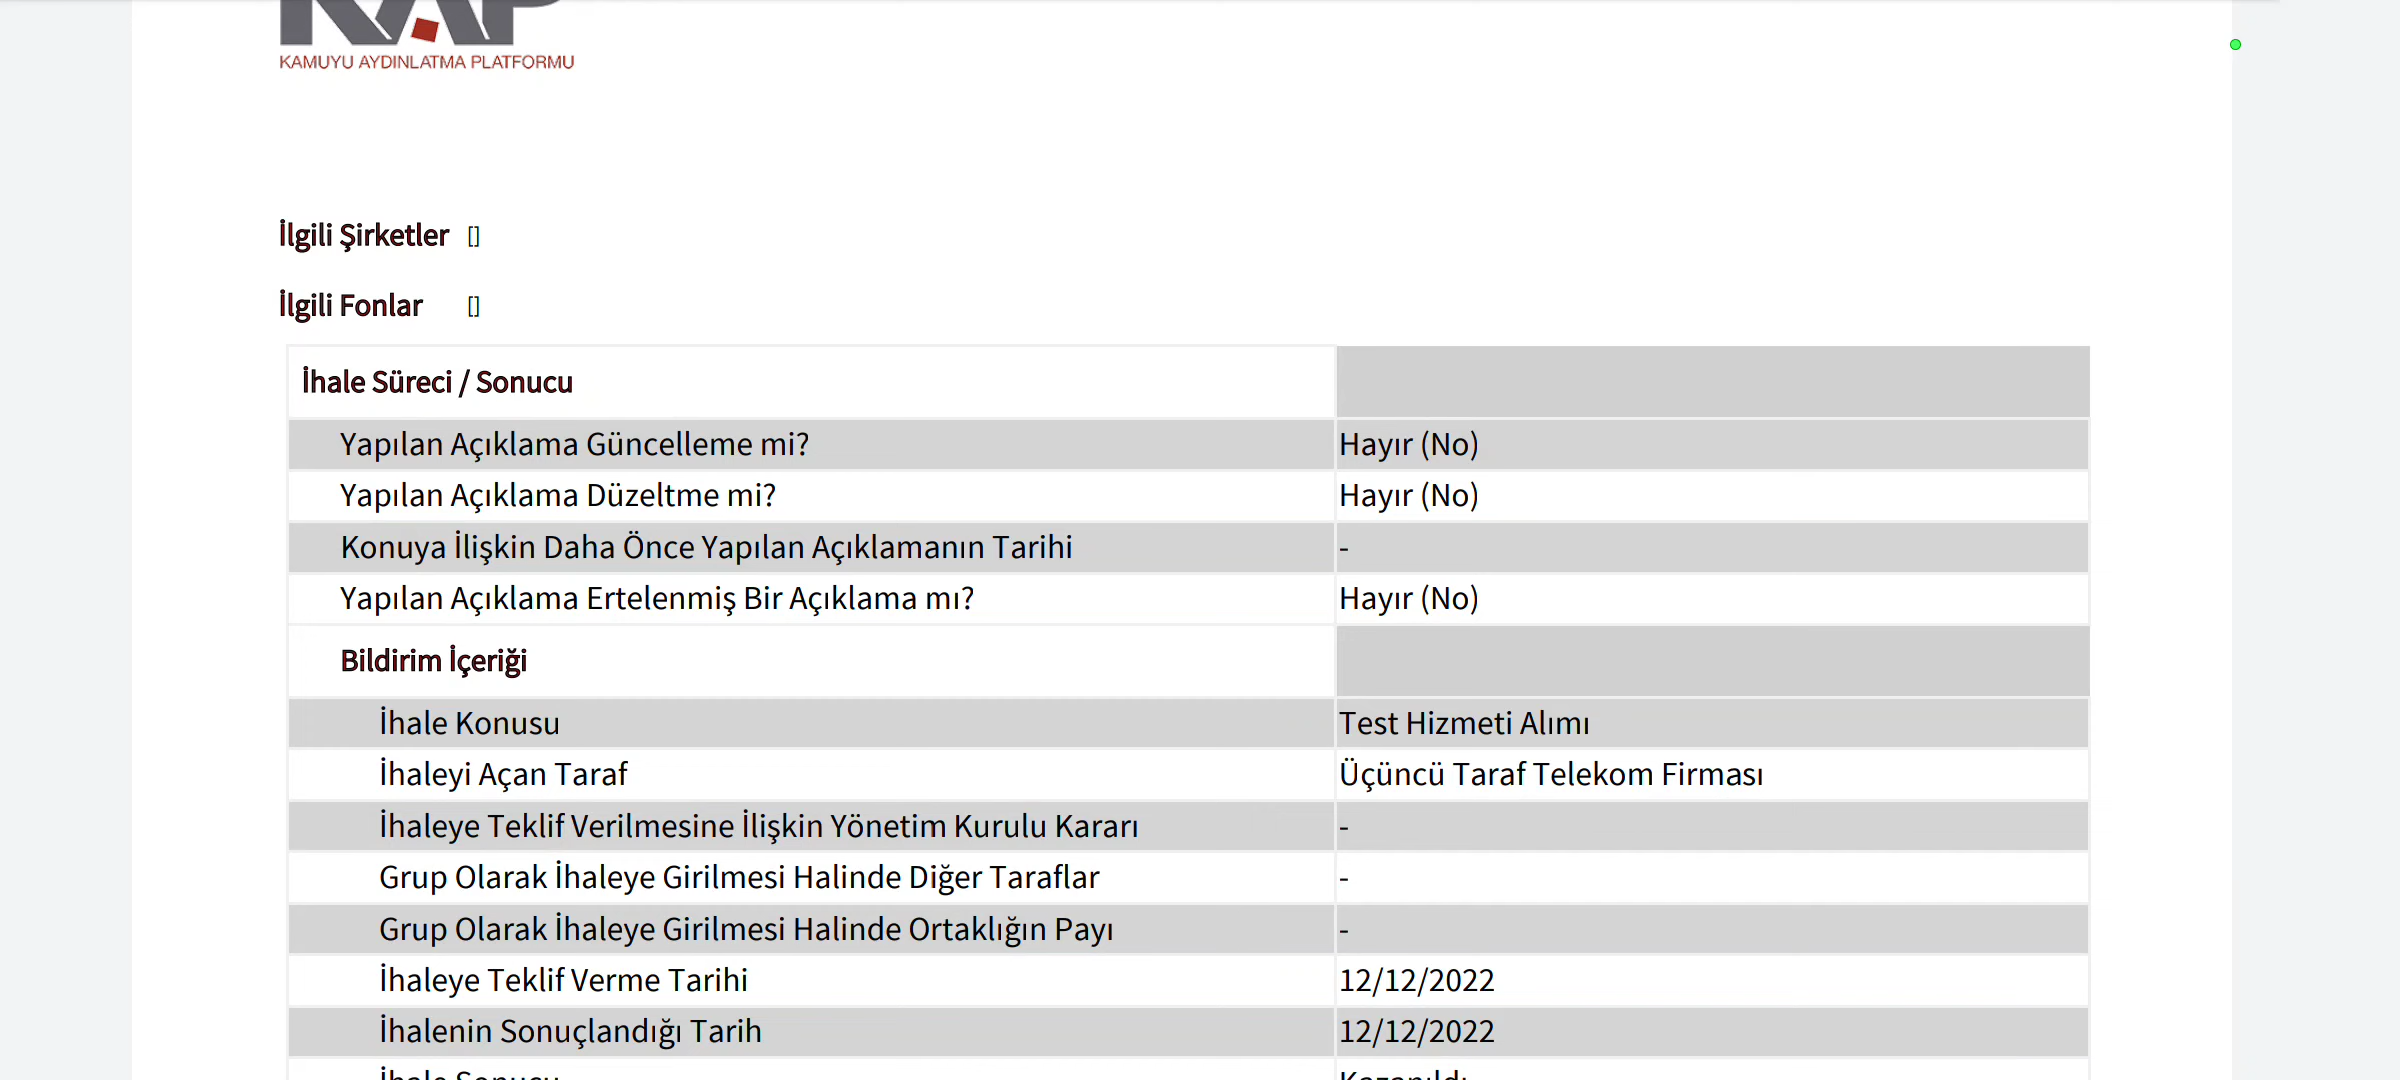 KAP
KAMUYU AYDINLATMA PLATFORMU
İlgili Şirketler []
İlgili Fonlar []
İhale Süreci / Sonucu
Yapılan Açıklama Güncelleme mi? Hayır (No)
Yapılan Açıklama Düzeltme mi? Hayır (No)
Konuya İlişkin Daha Önce Yapılan Açıklamanın Tarihi -
Yapılan Açıklama Ertelenmiş Bir Açıklama mı? Hayır (No)
Bildirim İçeriği
İhale Konusu Test Hizmeti Alımı
İhaleyi Açan Taraf Üçüncü Taraf Telekom Firması
İhaleye Teklif Verilmesine İlişkin Yönetim Kurulu Kararı -
Grup Olarak İhaleye Girilmesi Halinde Diğer Taraflar -
Grup Olarak İhaleye Girilmesi Halinde Ortaklığın Payı -
İhaleye Teklif Verme Tarihi 12/12/2022
İhalenin Sonuçlandığı Tarih 12/12/2022
İhale Sonucu Kazanıldı